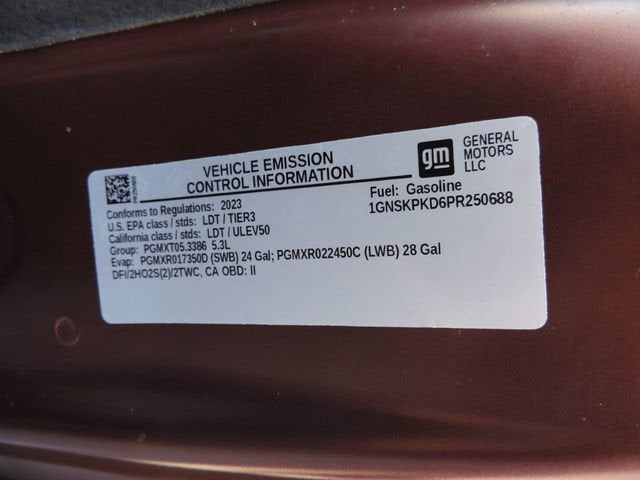 VEHICLE EMISSION
CONTROL INFORMATION
gm
GENERAL
MOTORS
LLC
PR250688
Conforms to Regulations: 2023
U.S. EPA class / stds: LDT / TIER3
California class / stds: LDT / ULEV50
Group: PGMXT05.3386 5.3L
Evap: PGMXR017350D (SWB) 24 Gal; PGMXR022450C (LWB) 28 Gal
DFI/2HO2S(2)/2TWC, CA OBD: II
Fuel: Gasoline
1GNSKPKD6PR250688